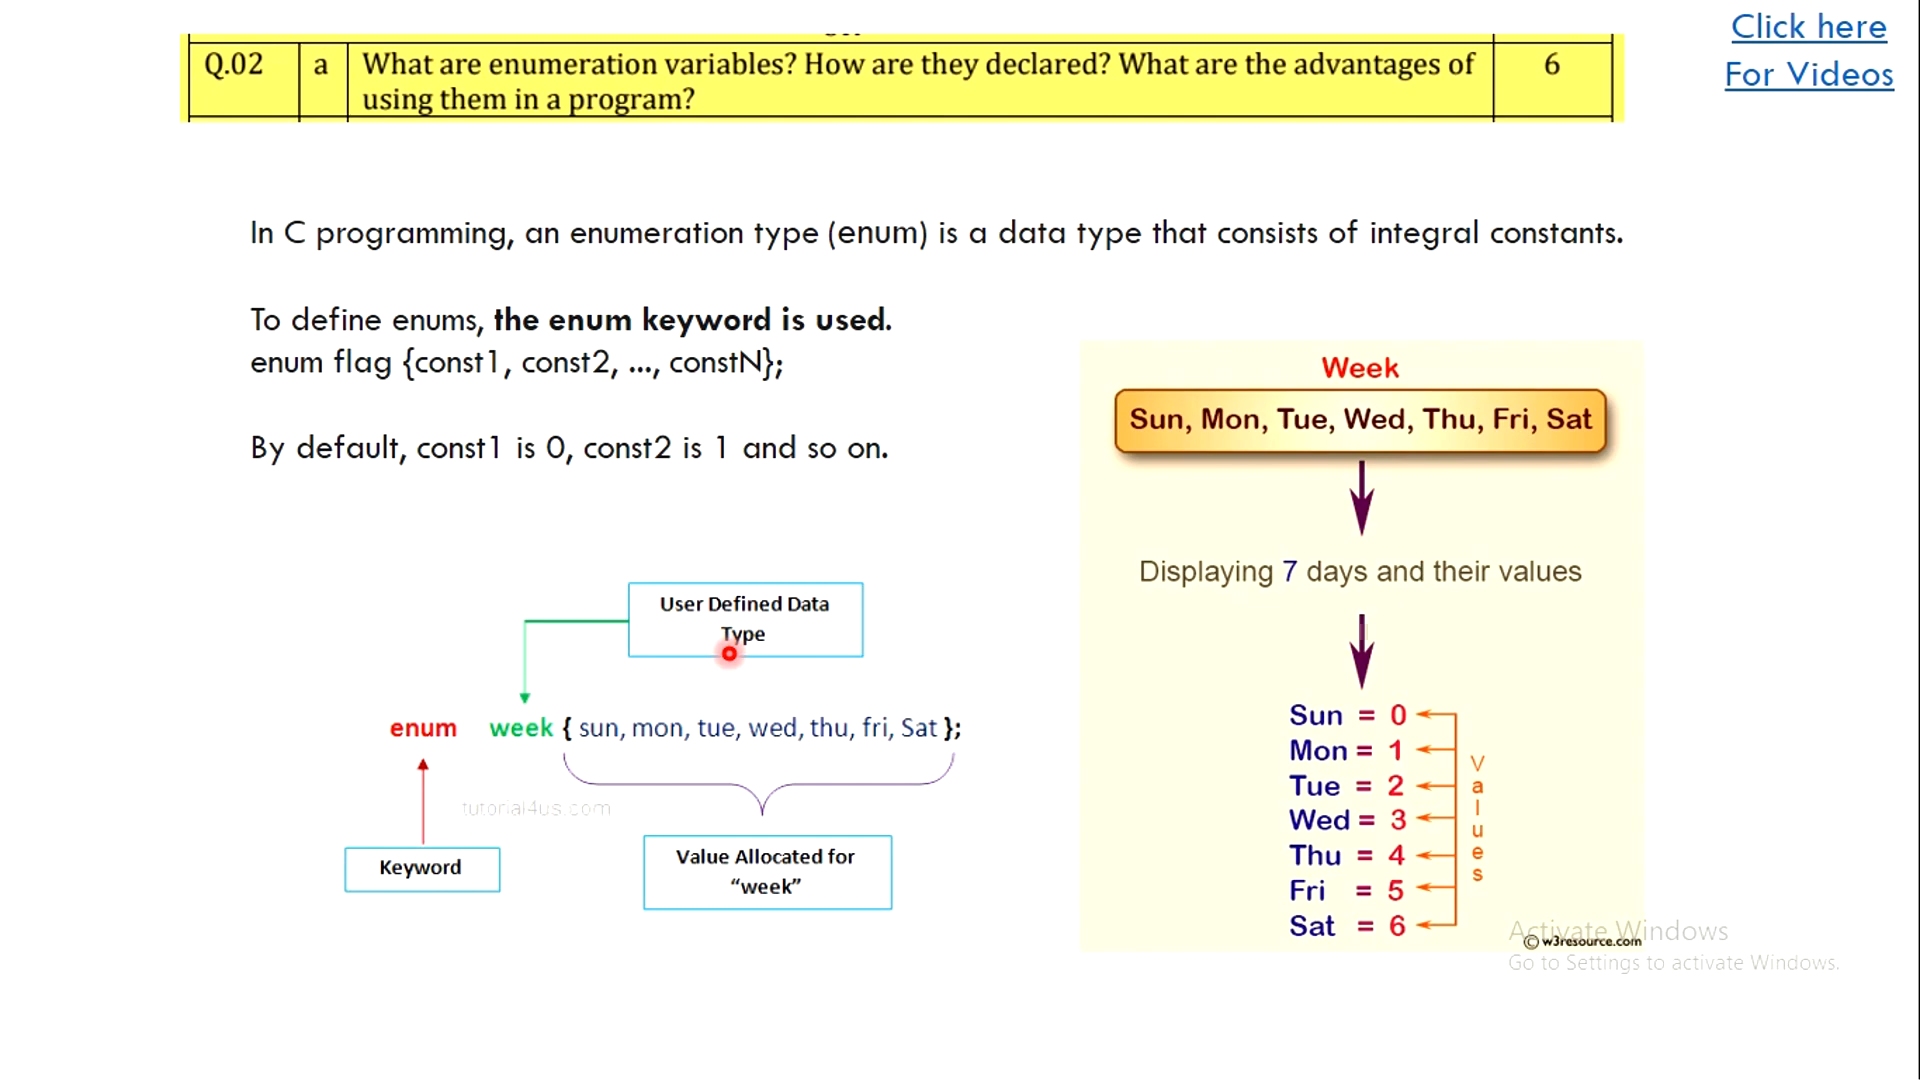 Click here
For Videos
Q.02 a What are enumeration variables? How are they declared? What are the advantages of 6
using them in a program?
In C programming, an enumeration type (enum) is a data type that consists of integral constants.
To define enums, the enum keyword is used.
enum flag {const1, const2, ..., constN};
By default, const1 is 0, const2 is 1 and so on.
User Defined Data
Type
enum week { sun, mon, tue, wed, thu, fri, Sat };
tutorial4us.com
Keyword
Value Allocated for
“week”
Week
Sun, Mon, Tue, Wed, Thu, Fri, Sat
Displaying 7 days and their values
Sun = 0
Mon = 1
Tue = 2
Wed = 3
Thu = 4
Fri = 5
Sat = 6
Values
Activate Windows
© w3resource.com
Go to Settings to activate Windows.